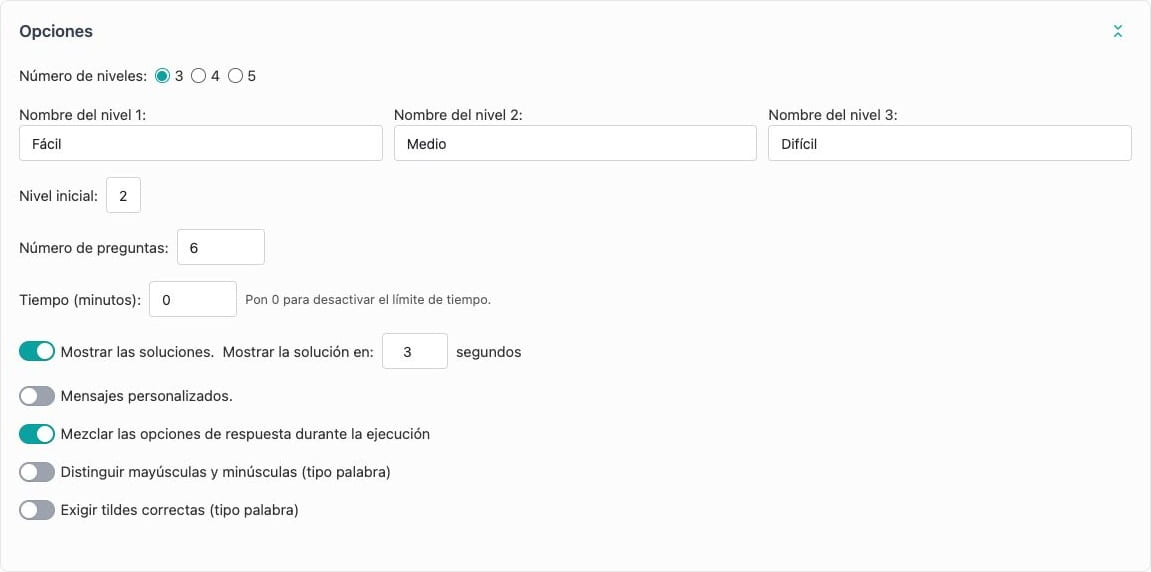 Opciones
Número de niveles: 3 4 5
Nombre del nivel 1: Nombre del nivel 2: Nombre del nivel 3:
Fácil Medio Difícil
Nivel inicial: 2
Número de preguntas: 6
Tiempo (minutos): 0 Pon 0 para desactivar el límite de tiempo.
Mostrar las soluciones. Mostrar la solución en: 3 segundos
Mensajes personalizados.
Mezclar las opciones de respuesta durante la ejecución
Distinguir mayúsculas y minúsculas (tipo palabra)
Exigir tildes correctas (tipo palabra)